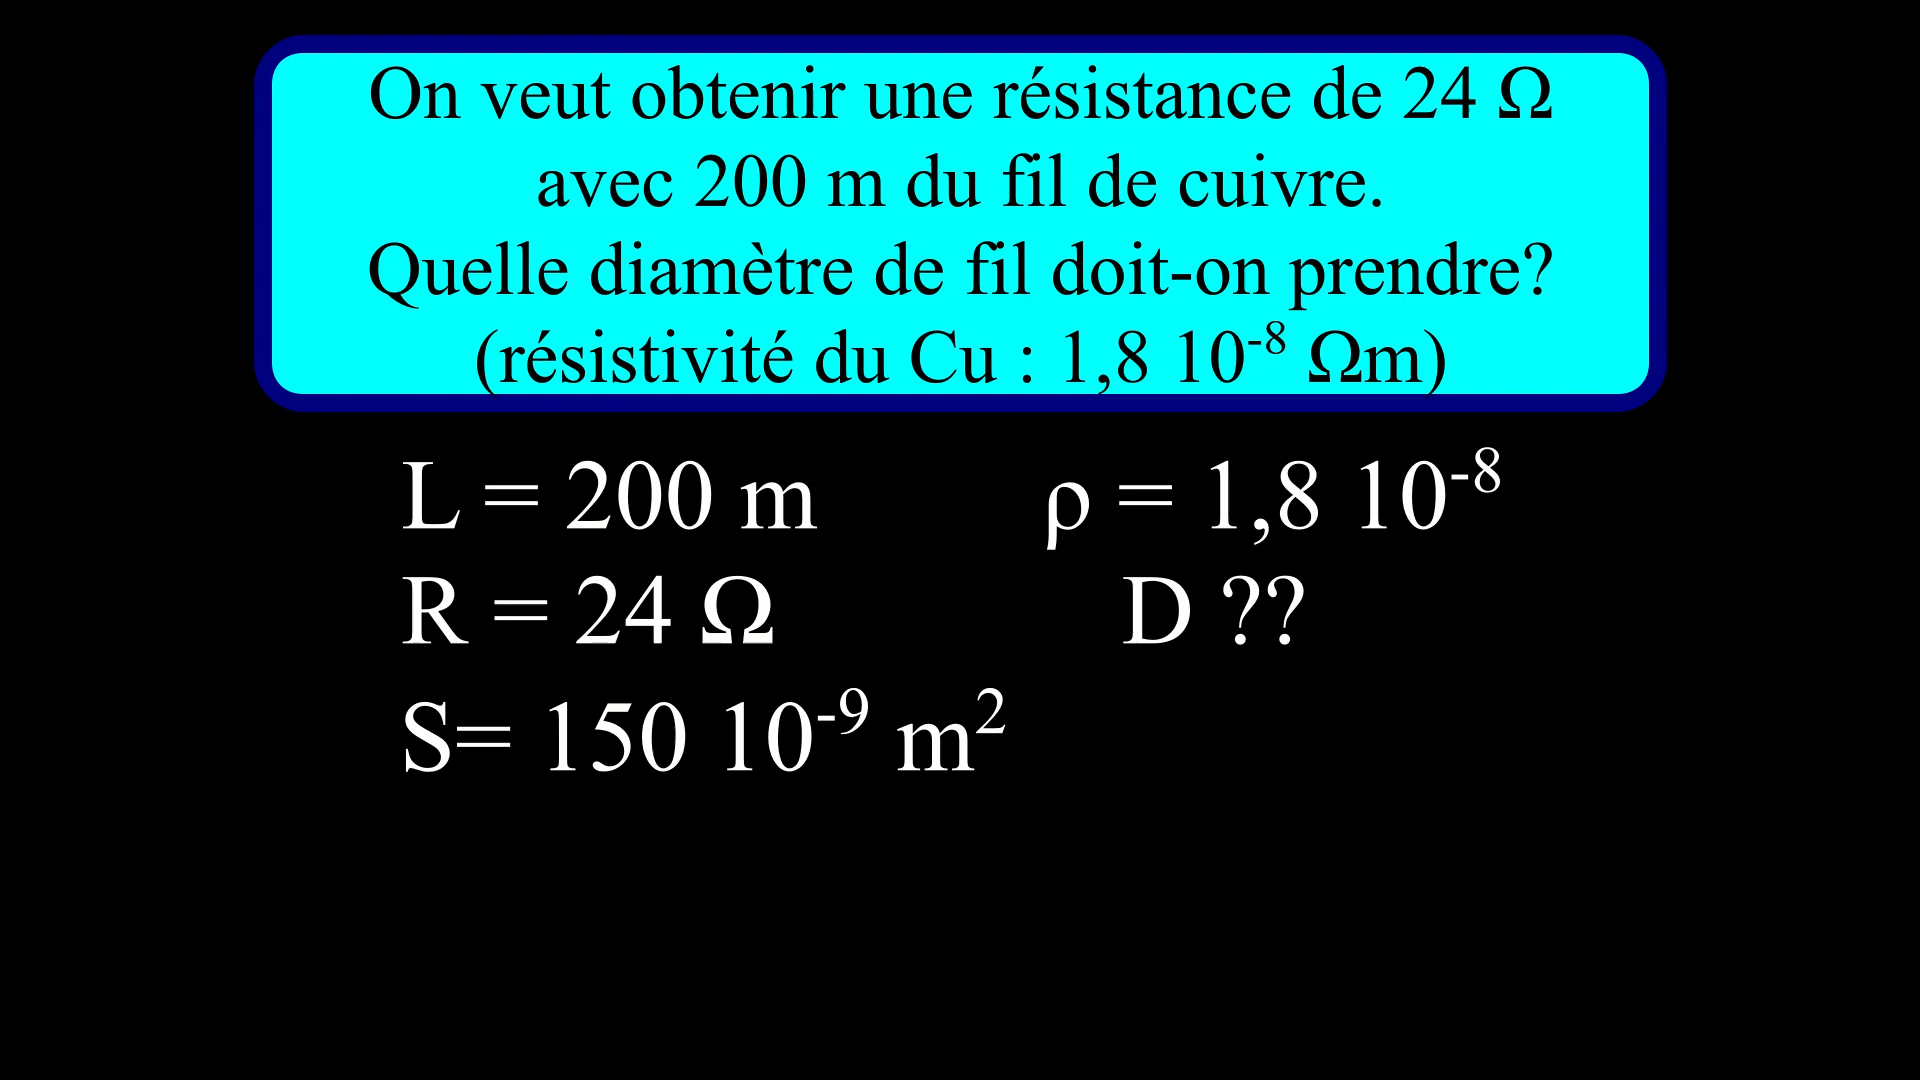 On veut obtenir une résistance de 24 Ω
avec 200 m du fil de cuivre.
Quelle diamètre de fil doit-on prendre?
(résistivité du Cu : 1,8 10⁻⁸ Ωm)
L = 200 m ρ = 1,8 10⁻⁸
R = 24 Ω D ??
S= 150 10⁻⁹ m²